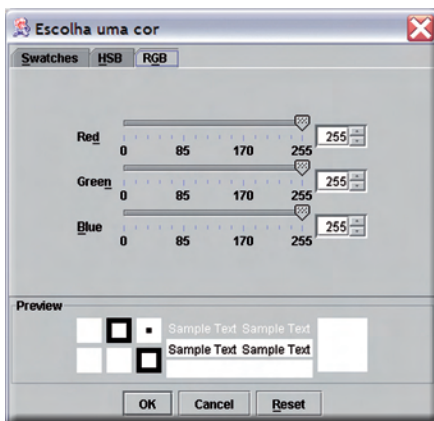 Escolha uma cor
Swatches HSB RGB
Red 255
0 85 170 255
Green 255
0 85 170 255
Blue 255
0 85 170 255
Preview
Sample Text Sample Text
Sample Text Sample Text
OK Cancel Reset